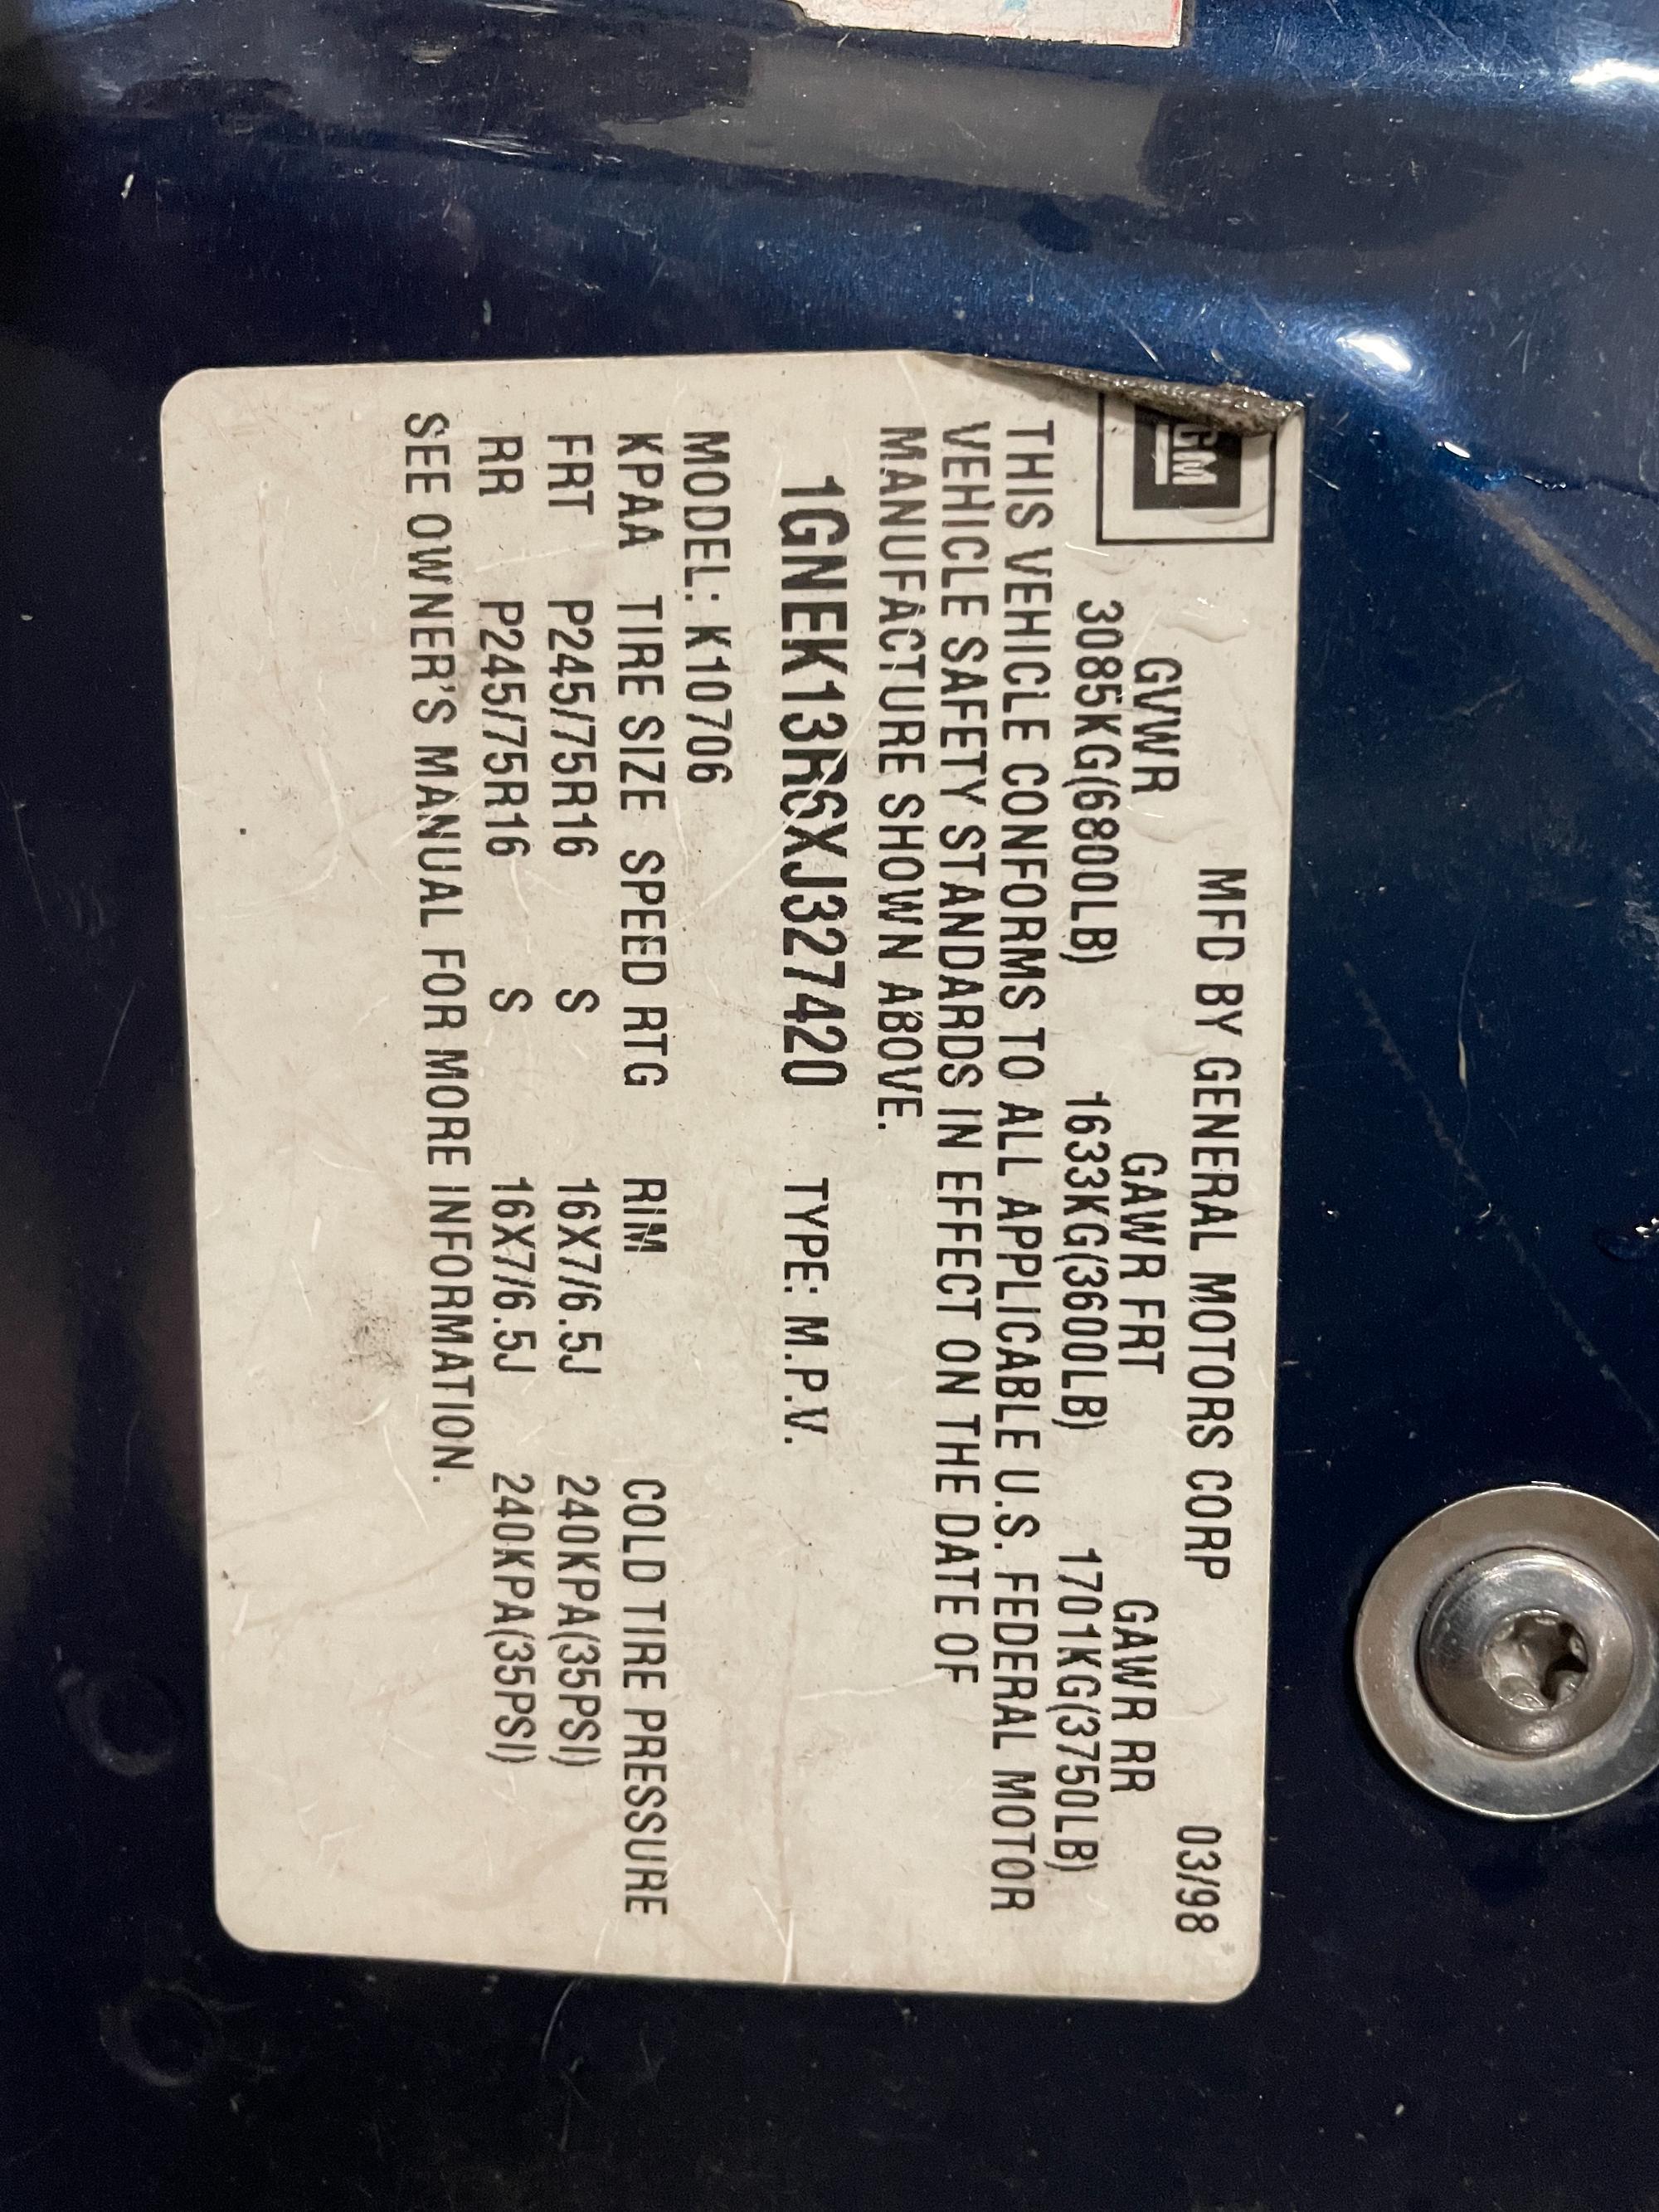 GM
MFD BY GENERAL MOTORS CORP 03/98
GVWR GAWR FRT GAWR RR
3085KG(6800LB) 1633KG(3600LB) 1701KG(3750LB)
THIS VEHICLE CONFORMS TO ALL APPLICABLE U.S. FEDERAL MOTOR
VEHICLE SAFETY STANDARDS IN EFFECT ON THE DATE OF
MANUFACTURE SHOWN ABOVE.
1GNEK13R6XJ327420 TYPE: M.P.V.
MODEL: K10706
KPAA TIRE SIZE SPEED RTG RIM COLD TIRE PRESSURE
FRT P245/75R16 S 16X7/6.5J 240KPA(35PSI)
RR P245/75R16 S 16X7/6.5J 240KPA(35PSI)
SEE OWNER'S MANUAL FOR MORE INFORMATION.